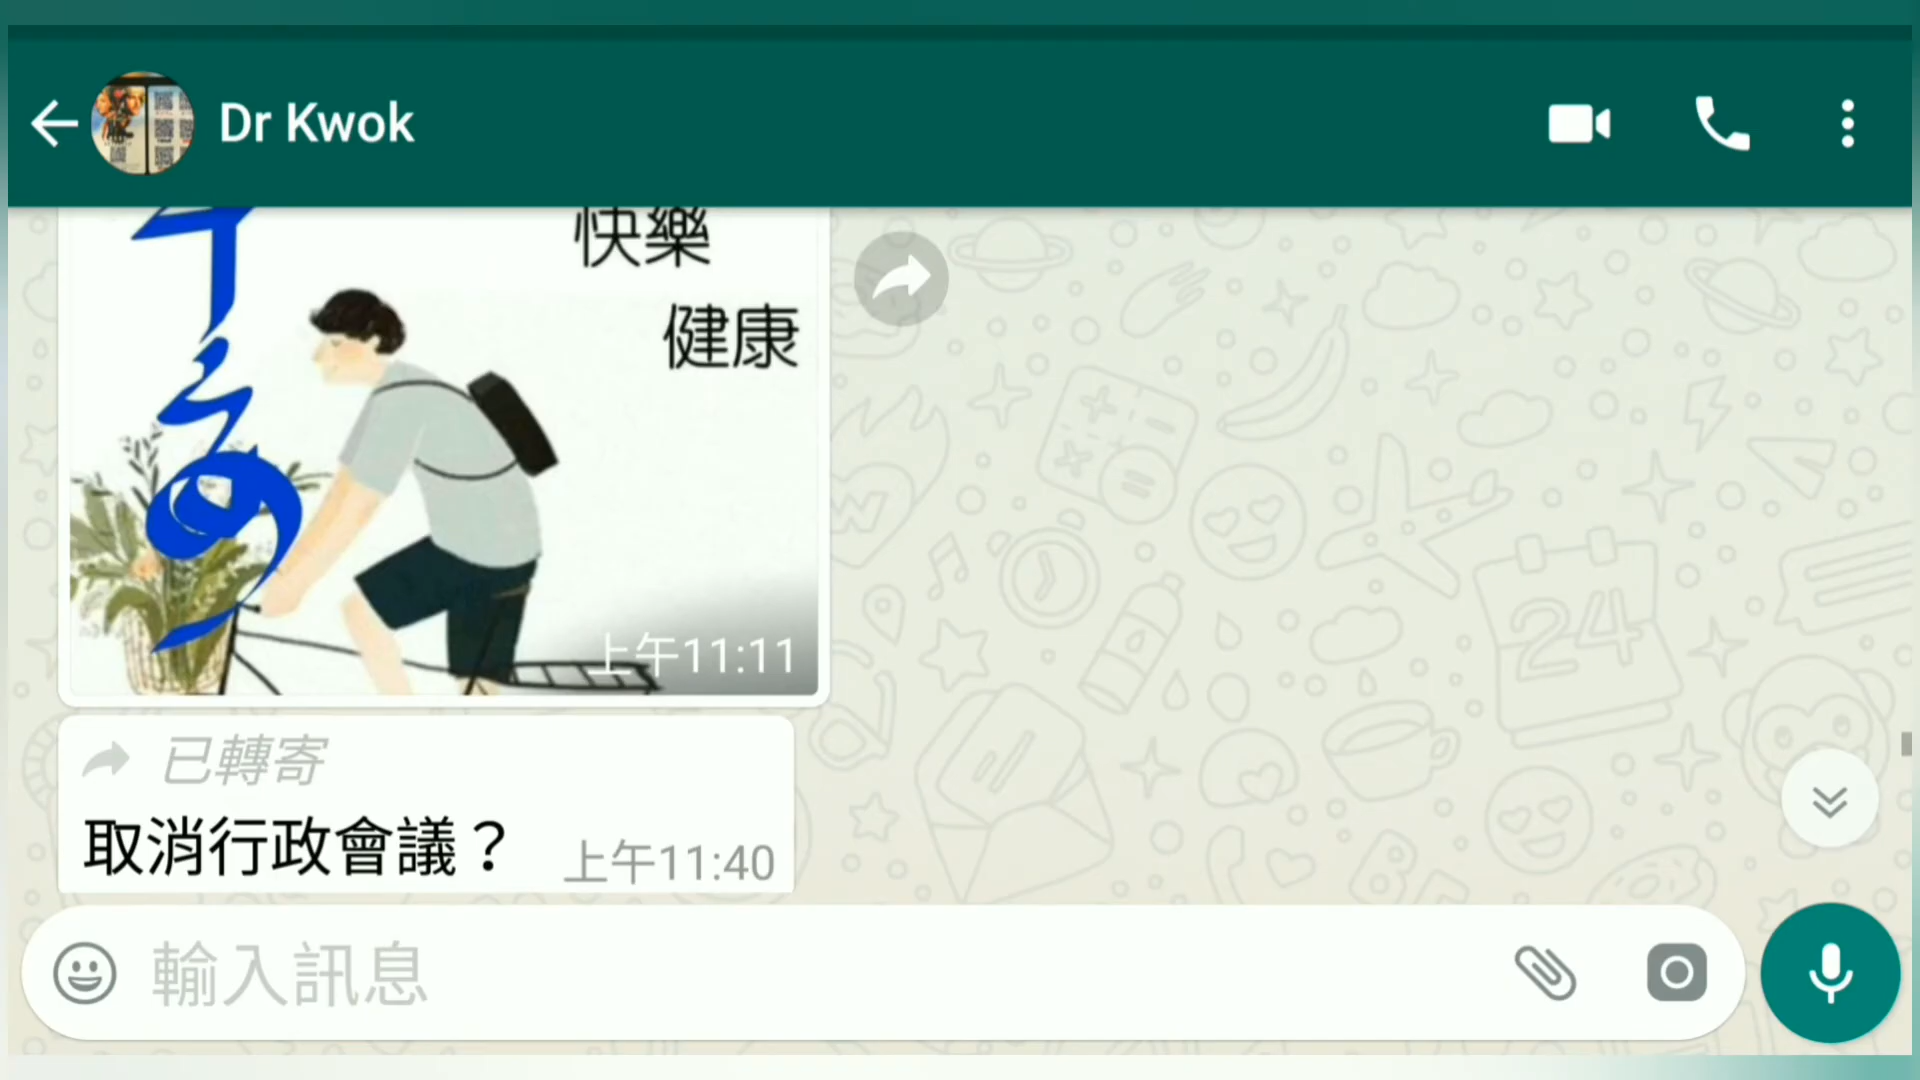 Dr Kwok
快樂
健康
上午11:11
已轉寄
取消行政會議？
上午11:40
輸入訊息